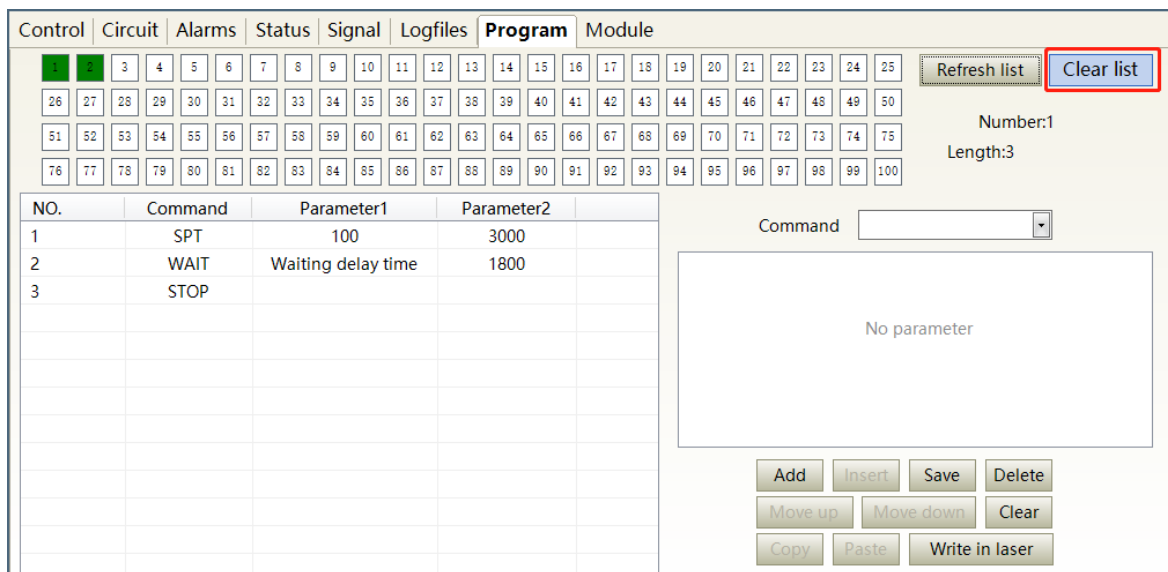 Control Circuit Alarms Status Signal Logfiles Program Module
1 2 3 4 5 6 7 8 9 10 11 12 13 14 15 16 17 18 19 20 21 22 23 24 25 Refresh list Clear list
26 27 28 29 30 31 32 33 34 35 36 37 38 39 40 41 42 43 44 45 46 47 48 49 50
Number:1
51 52 53 54 55 56 57 58 59 60 61 62 63 64 65 66 67 68 69 70 71 72 73 74 75
Length:3
76 77 78 79 80 81 82 83 84 85 86 87 88 89 90 91 92 93 94 95 96 97 98 99 100
NO. Command Parameter1 Parameter2
1 SPT 100 3000
2 WAIT Waiting delay time 1800
3 STOP
Command
No parameter
Add Insert Save Delete
Move up Move down Clear
Copy Paste Write in laser